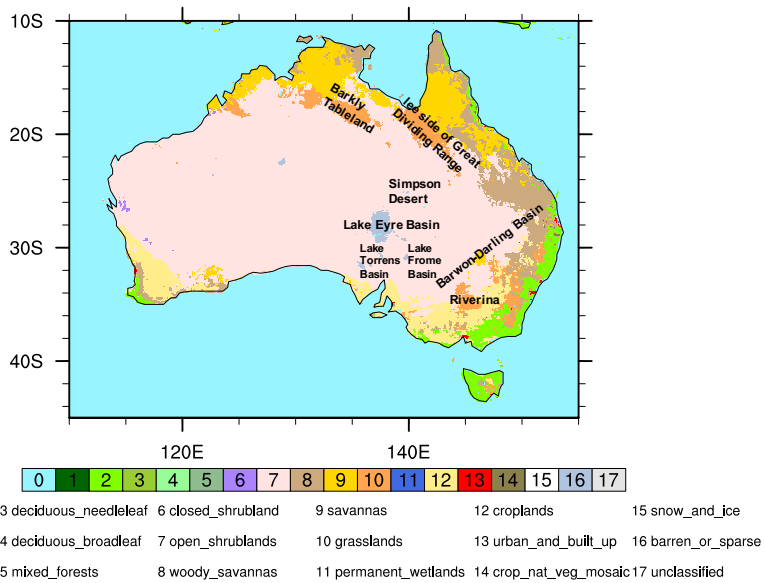 10S
20S
30S
40S
120E
140E
Barkly
Tableland
lee side of Great
Dividing Range
Simpson
Desert
Lake Eyre Basin
Lake
Torrens
Basin
Lake
Frome
Basin
Barwon-Darling Basin
Riverina
0 1 2 3 4 5 6 7 8 9 10 11 12 13 14 15 16 17
3 deciduous_needleleaf 6 closed_shrubland 9 savannas 12 croplands 15 snow_and_ice
4 deciduous_broadleaf 7 open_shrublands 10 grasslands 13 urban_and_built_up 16 barren_or_sparse
5 mixed_forests 8 woody_savannas 11 permanent_wetlands 14 crop_nat_veg_mosaic 17 unclassified